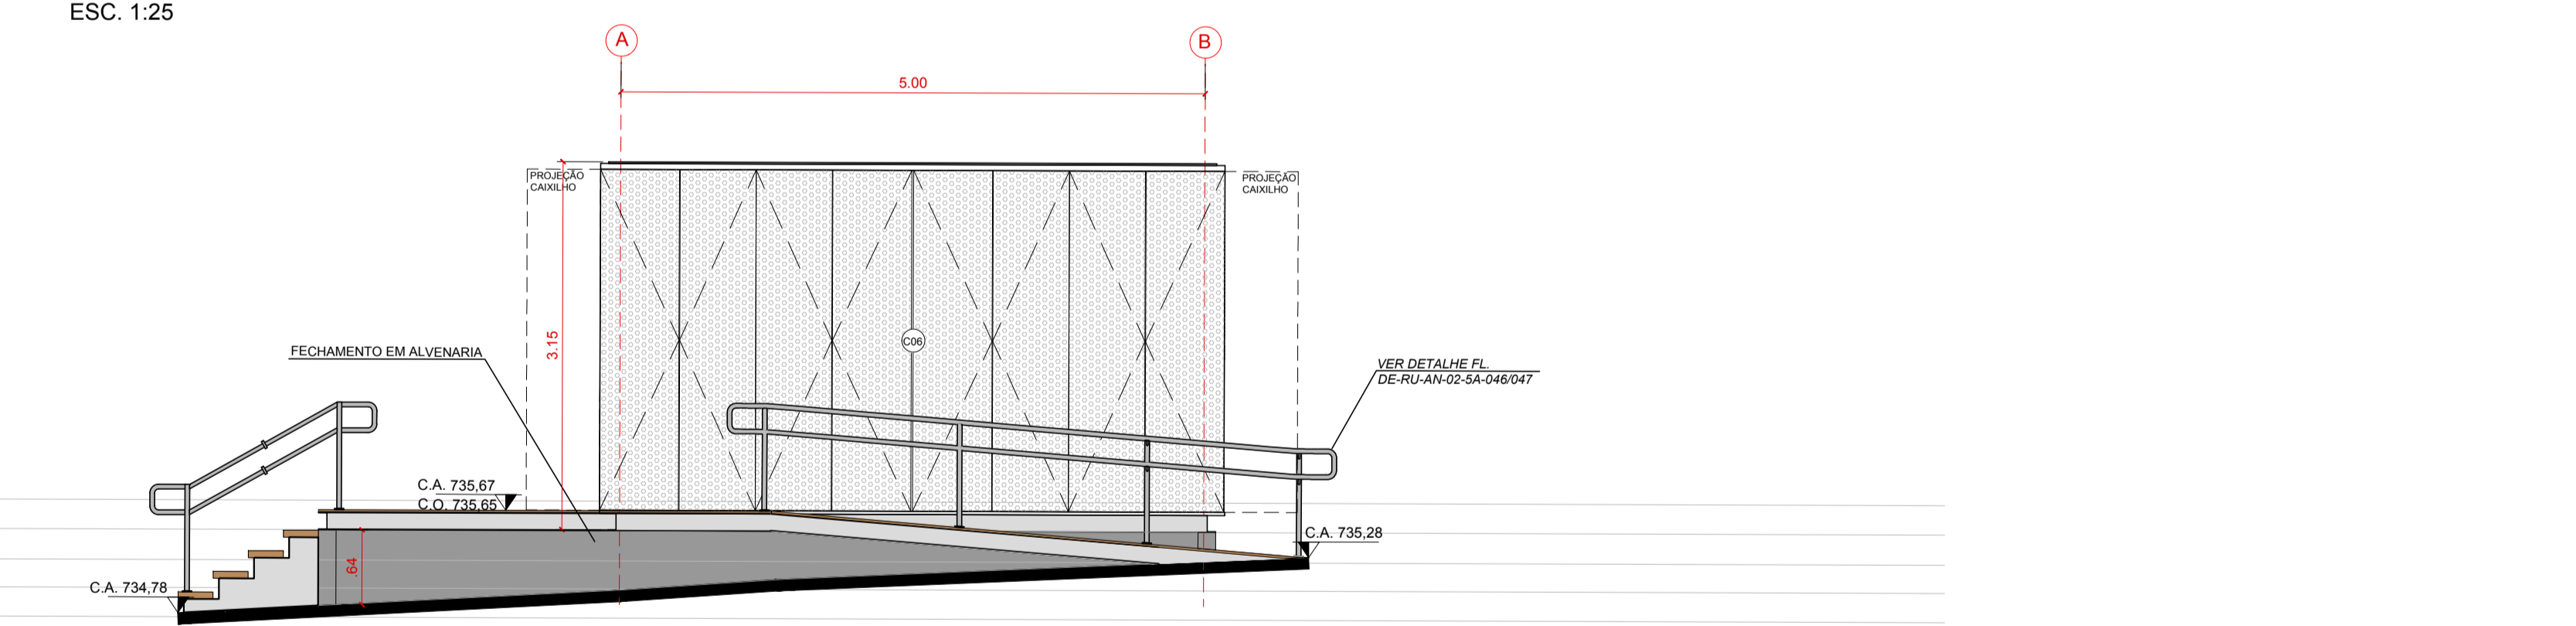 ESC. 1:25
A
B
5.00
PROJEÇÃO
CAIXILHO
PROJEÇÃO
CAIXILHO
3.15
C06
FECHAMENTO EM ALVENARIA
VER DETALHE FL.
DE-RU-AN-02-5A-046/047
C.A. 735,67
C.O. 735,65
C.A. 735,28
.64
C.A. 734,78